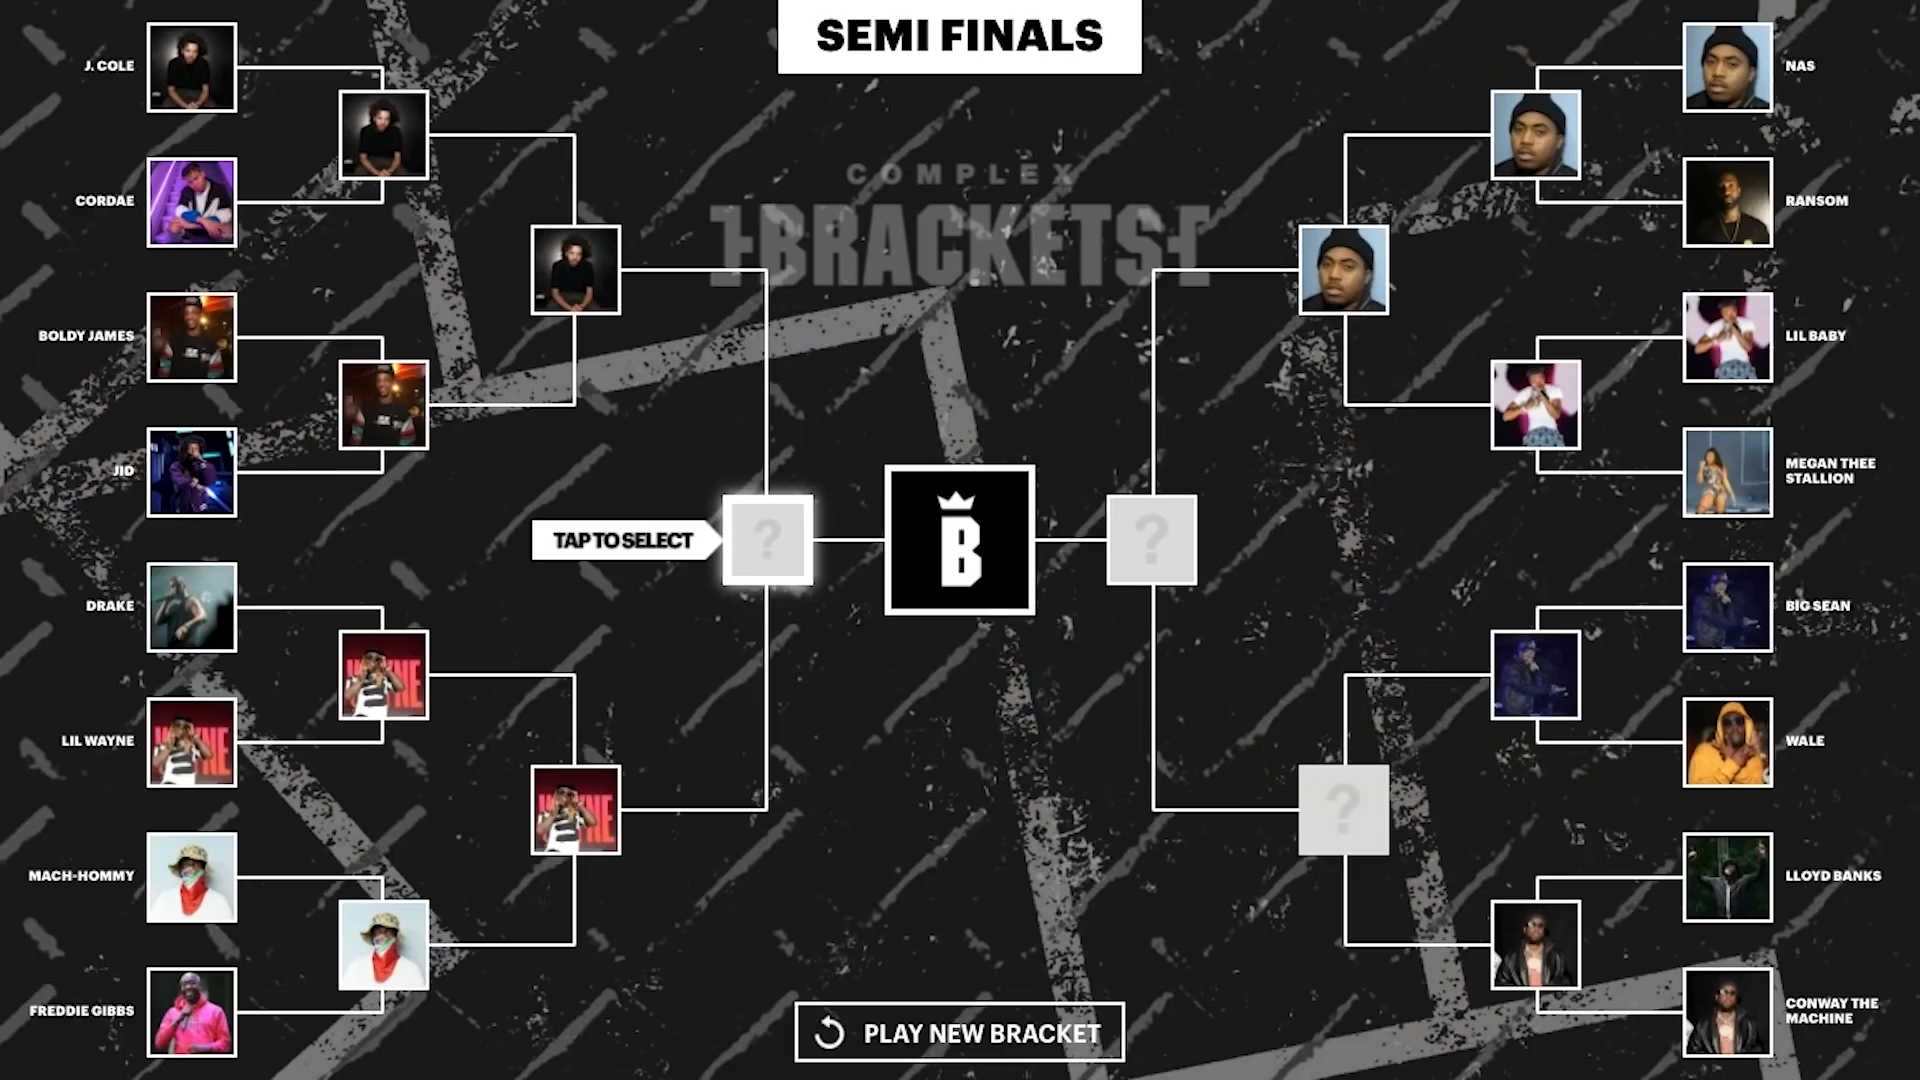 SEMI FINALS
COMPLEX
BRACKETS
J. COLE
CORDAE
BOLDY JAMES
JID
DRAKE
LIL WAYNE
MACH-HOMMY
FREDDIE GIBBS
TAP TO SELECT
?
B
?
?
NAS
RANSOM
LIL BABY
MEGAN THEE
STALLION
BIG SEAN
WALE
LLOYD BANKS
CONWAY THE
MACHINE
PLAY NEW BRACKET